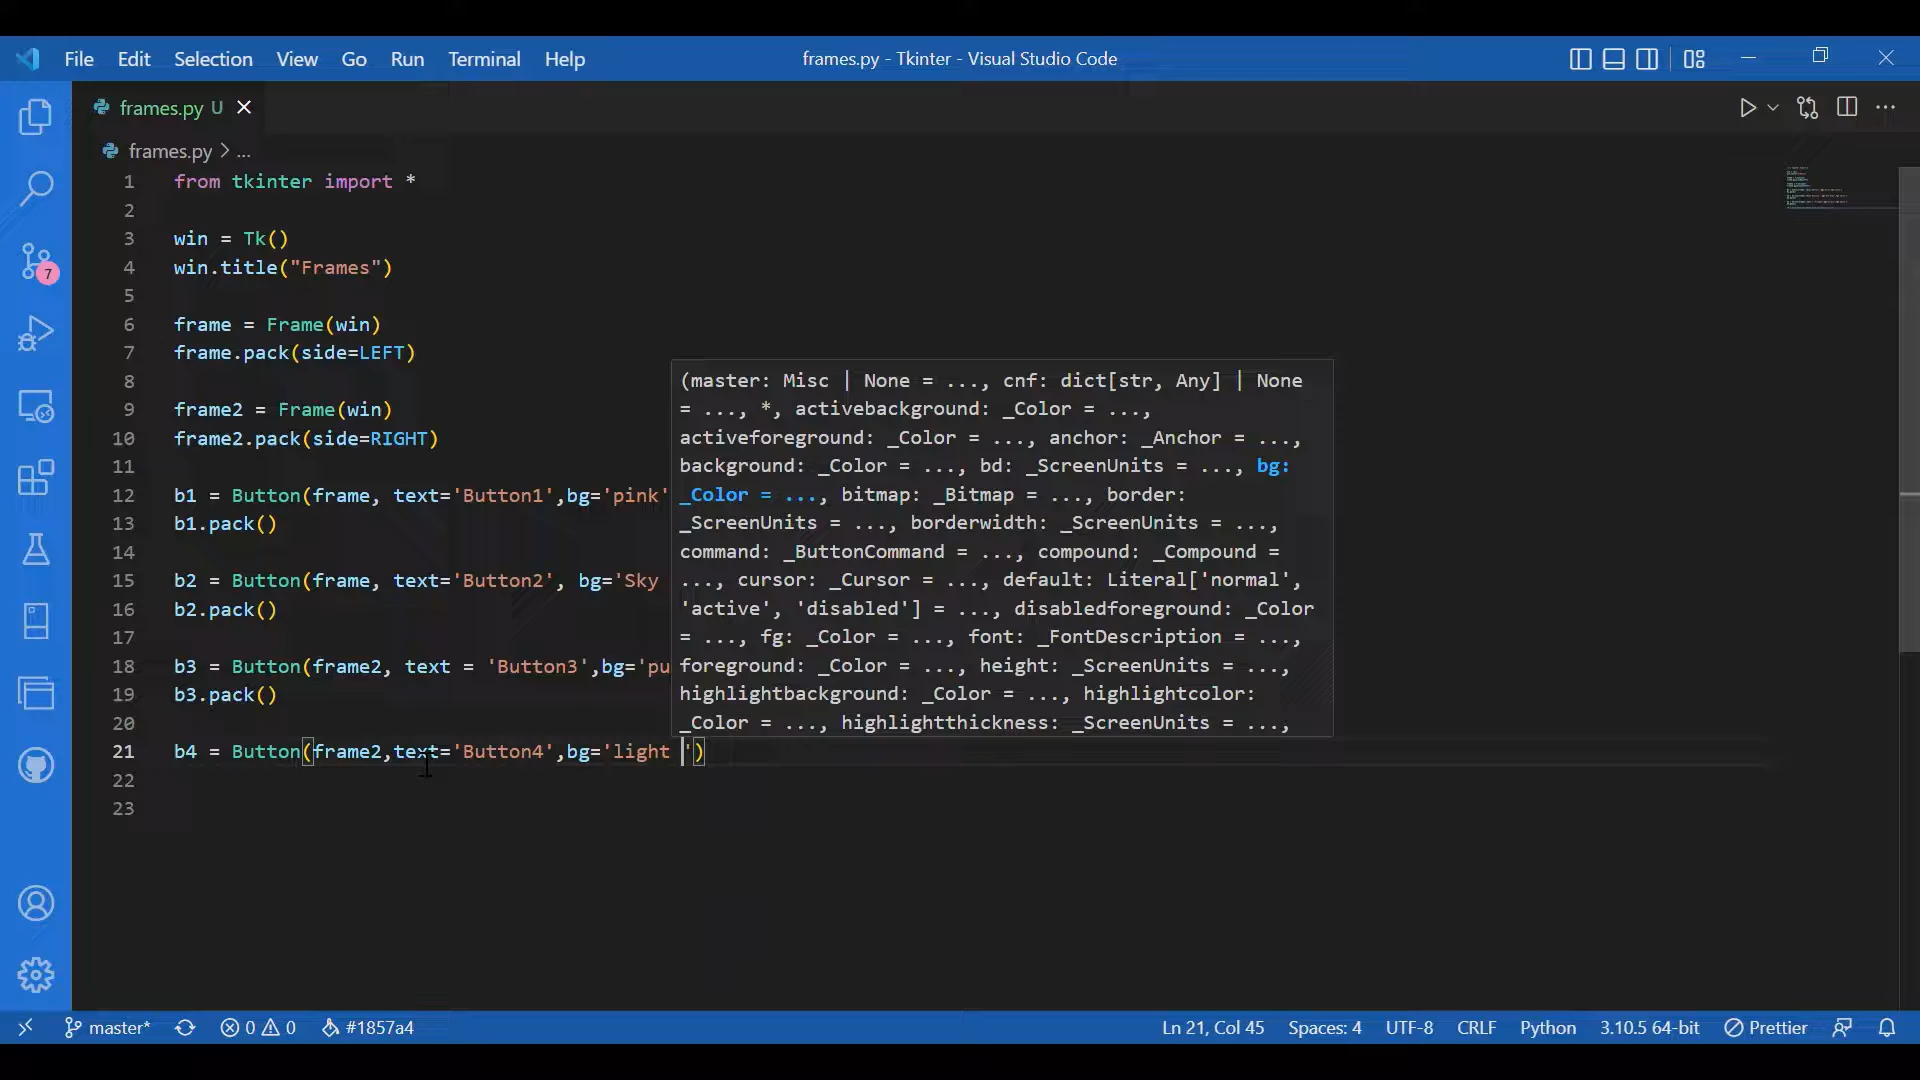 File Edit Selection View Go Run Terminal Help frames.py - Tkinter - Visual Studio Code
frames.py U
frames.py > ...
1 from tkinter import *
2
3 win = Tk()
4 win.title("Frames")
5
6 frame = Frame(win)
7 frame.pack(side=LEFT)
8
9 frame2 = Frame(win)
10 frame2.pack(side=RIGHT)
11
12 b1 = Button(frame, text='Button1',bg='pink'
13 b1.pack()
14
15 b2 = Button(frame, text='Button2', bg='Sky
16 b2.pack()
17
18 b3 = Button(frame2, text = 'Button3',bg='pu
19 b3.pack()
20
21 b4 = Button(frame2,text='Button4',bg='light ')
22
23
(master: Misc | None = ..., cnf: dict[str, Any] | None
= ..., *, activebackground: _Color = ...,
activeforeground: _Color = ..., anchor: _Anchor = ...,
background: _Color = ..., bd: _ScreenUnits = ..., bg:
_Color = ..., bitmap: _Bitmap = ..., border:
_ScreenUnits = ..., borderwidth: _ScreenUnits = ...,
command: _ButtonCommand = ..., compound: _Compound =
..., cursor: _Cursor = ..., default: Literal['normal',
'active', 'disabled'] = ..., disabledforeground: _Color
= ..., fg: _Color = ..., font: _FontDescription = ...,
foreground: _Color = ..., height: _ScreenUnits = ...,
highlightbackground: _Color = ..., highlightcolor:
_Color = ..., highlightthickness: _ScreenUnits = ...,
7
master* 0 0 #1857a4 Ln 21, Col 45 Spaces: 4 UTF-8 CRLF Python 3.10.5 64-bit Prettier